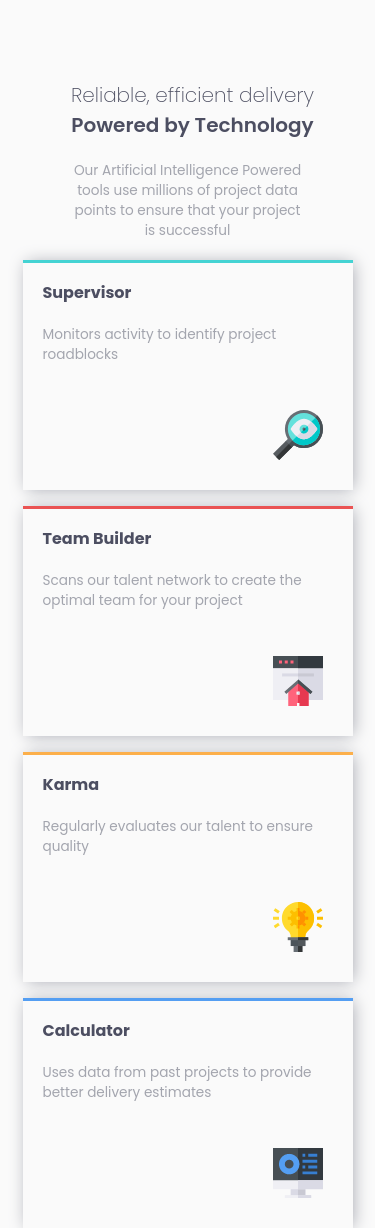 Reliable, efficient delivery
Powered by Technology
Our Artificial Intelligence Powered
tools use millions of project data
points to ensure that your project
is successful
Supervisor
Monitors activity to identify project
roadblocks
Team Builder
Scans our talent network to create the
optimal team for your project
Karma
Regularly evaluates our talent to ensure
quality
Calculator
Uses data from past projects to provide
better delivery estimates